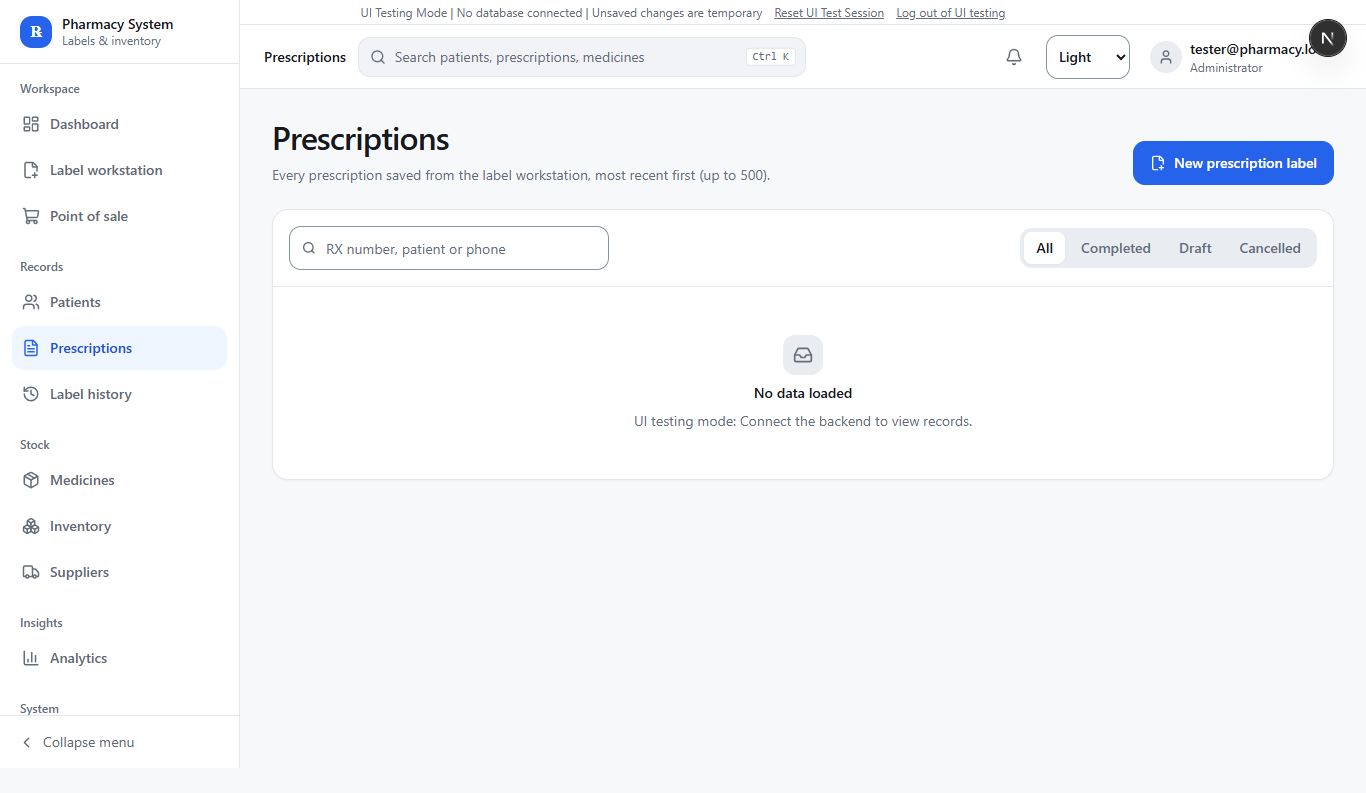 UI Testing Mode | No database connected | Unsaved changes are temporary Reset UI Test Session Log out of UI testing
R Pharmacy System
Labels & inventory
Prescriptions
Search patients, prescriptions, medicines Ctrl K
Light
tester@pharmacy.lo
Administrator
N
Workspace
Dashboard
Label workstation
Point of sale
Records
Patients
Prescriptions
Label history
Stock
Medicines
Inventory
Suppliers
Insights
Analytics
System
Collapse menu
Prescriptions
Every prescription saved from the label workstation, most recent first (up to 500).
New prescription label
RX number, patient or phone
All Completed Draft Cancelled
No data loaded
UI testing mode: Connect the backend to view records.